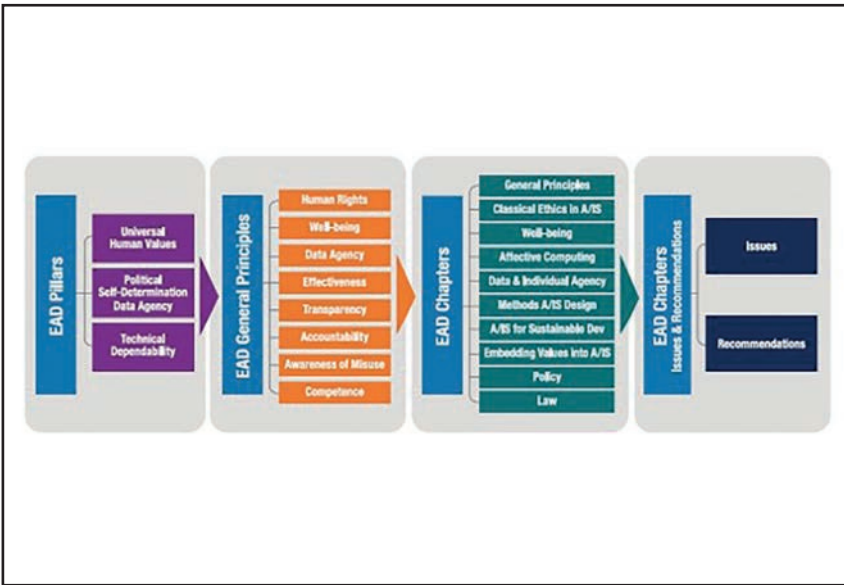 EAD Pillars
Universal
Human Values
Political
Self-Determination
Data Agency
Technical
Dependability
EAD General Principles
Human Rights
Well-being
Data Agency
Effectiveness
Transparency
Accountability
Awareness of Misuse
Competence
EAD Chapters
General Principles
Classical Ethics in A/IS
Well-being
Affective Computing
Data & Individual Agency
Methods A/IS Design
A/IS for Sustainable Dev
Embedding Values into A/IS
Policy
Law
EAD Chapters
Issues & Recommendations
Issues
Recommendations